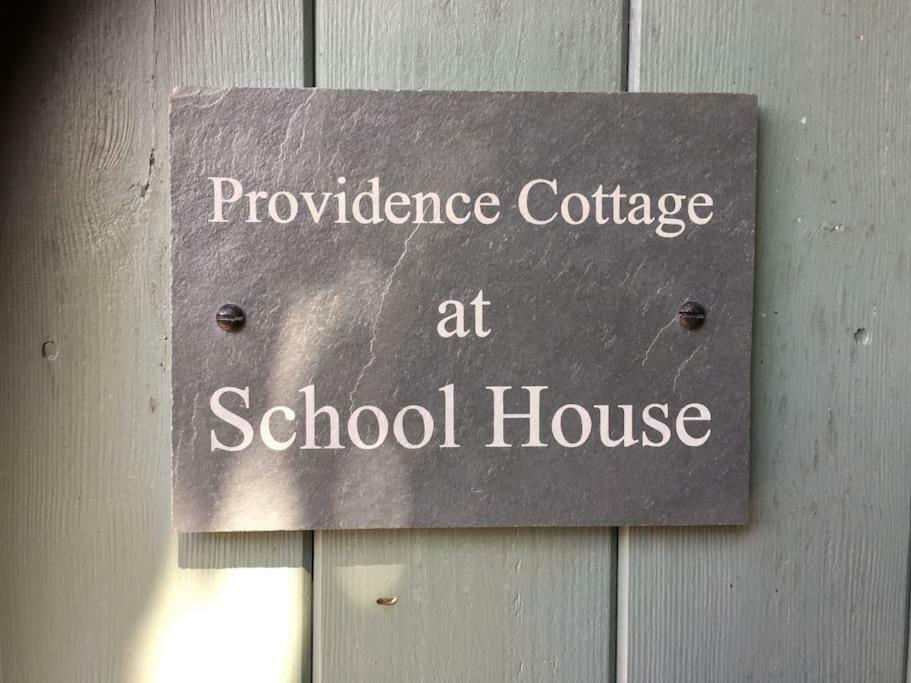 Providence Cottage
at
School House